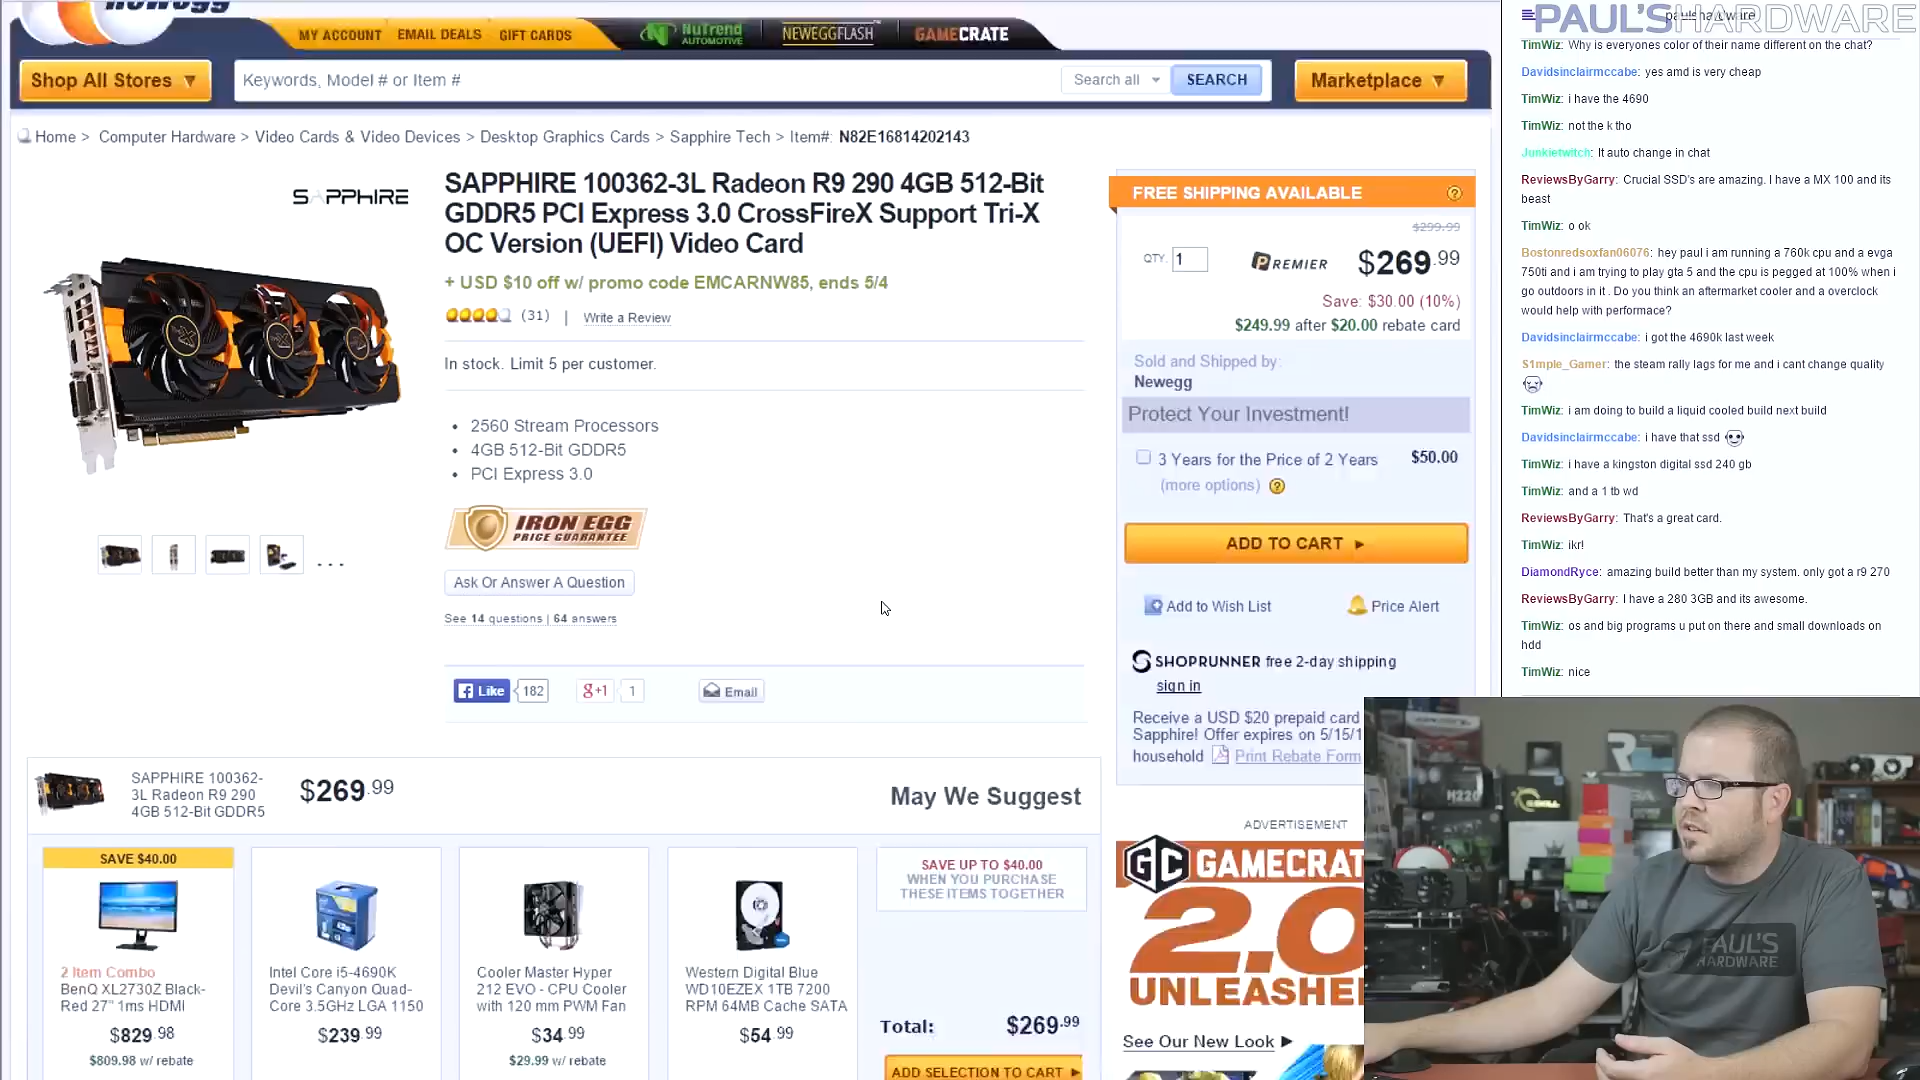 newegg
MY ACCOUNT EMAIL DEALS GIFT CARDS NUTREND AUTOMOTIVE NEWEGGFLASH GAMECRATE
Shop All Stores ▼ Keywords, Model # or Item # Search all SEARCH Marketplace ▼
Home > Computer Hardware > Video Cards & Video Devices > Desktop Graphics Cards > Sapphire Tech > Item#: N82E16814202143
SAPPHIRE
SAPPHIRE 100362-3L Radeon R9 290 4GB 512-Bit
GDDR5 PCI Express 3.0 CrossFireX Support Tri-X
OC Version (UEFI) Video Card
+ USD $10 off w/ promo code EMCARNW85, ends 5/4
(31) | Write a Review
In stock. Limit 5 per customer.
• 2560 Stream Processors
• 4GB 512-Bit GDDR5
• PCI Express 3.0
IRON EGG
PRICE GUARANTEE
Ask Or Answer A Question
See 14 questions | 64 answers
...
Like 182 g+1 1 Email
FREE SHIPPING AVAILABLE ?
$299.99
QTY: 1 PREMIER $269.99
Save: $30.00 (10%)
$249.99 after $20.00 rebate card
Sold and Shipped by:
Newegg
Protect Your Investment!
3 Years for the Price of 2 Years $50.00
(more options) ?
ADD TO CART ►
Add to Wish List Price Alert
SHOPRUNNER free 2-day shipping
sign in
Receive a USD $20 prepaid card
Sapphire! Offer expires on 5/15/1
household Print Rebate Form
SAPPHIRE 100362-
3L Radeon R9 290
4GB 512-Bit GDDR5
$269.99
May We Suggest
SAVE $40.00
2 Item Combo
BenQ XL2730Z Black-
Red 27" 1ms HDMI
$829.98
$809.98 w/ rebate
Intel Core i5-4690K
Devil's Canyon Quad-
Core 3.5GHz LGA 1150
$239.99
Cooler Master Hyper
212 EVO - CPU Cooler
with 120 mm PWM Fan
$34.99
$29.99 w/ rebate
Western Digital Blue
WD10EZEX 1TB 7200
RPM 64MB Cache SATA
$54.99
SAVE UP TO $40.00
WHEN YOU PURCHASE
THESE ITEMS TOGETHER
Total: $269.99
ADD SELECTION TO CART ►
ADVERTISEMENT
GC GAMECRAT
2.0
UNLEASHE
See Our New Look ►
PAUL'S HARDWARE
paulshardware
TimWiz: Why is everyones color of their name different on the chat?
Davidsinclairmccabe: yes amd is very cheap
TimWiz: i have the 4690
TimWiz: not the k tho
Junkietwitch: It auto change in chat
ReviewsByGarry: Crucial SSD's are amazing. I have a MX 100 and its
beast
TimWiz: o ok
Bostonredsoxfan06076: hey paul i am running a 760k cpu and a evga
750ti and i am trying to play gta 5 and the cpu is pegged at 100% when i
go outdoors in it . Do you think an aftermarket cooler and a overclock
would help with performace?
Davidsinclairmccabe: i got the 4690k last week
S1mple_Gamer: the steam rally lags for me and i cant change quality
TimWiz: i am doing to build a liquid cooled build next build
Davidsinclairmccabe: i have that ssd
TimWiz: i have a kingston digital ssd 240 gb
TimWiz: and a 1 tb wd
ReviewsByGarry: That's a great card.
TimWiz: ikr!
DiamondRyce: amazing build better than my system. only got a r9 270
ReviewsByGarry: I have a 280 3GB and its awesome.
TimWiz: os and big programs u put on there and small downloads on
hdd
TimWiz: nice
H220
PAUL'S
HARDWARE